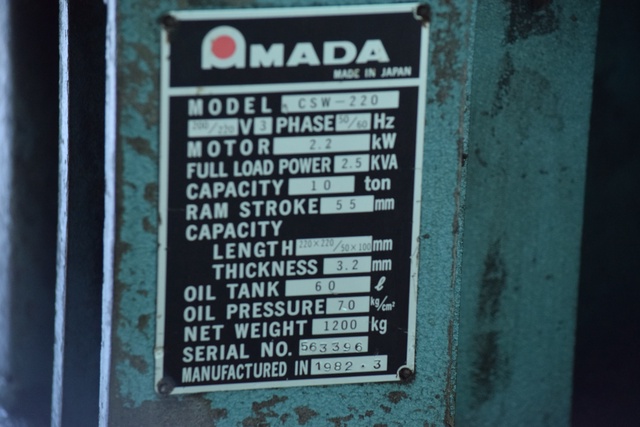 AMADA
MADE IN JAPAN
MODEL CSW-220
200/220 V 3 PHASE 50/60 Hz
MOTOR 2.2 kW
FULL LOAD POWER 2.5 KVA
CAPACITY 10 ton
RAM STROKE 55 mm
CAPACITY
LENGTH 220×220/50×100 mm
THICKNESS 3.2 mm
OIL TANK 60 ℓ
OIL PRESSURE 70 kg/cm²
NET WEIGHT 1200 kg
SERIAL NO. 563396
MANUFACTURED IN 1982.3